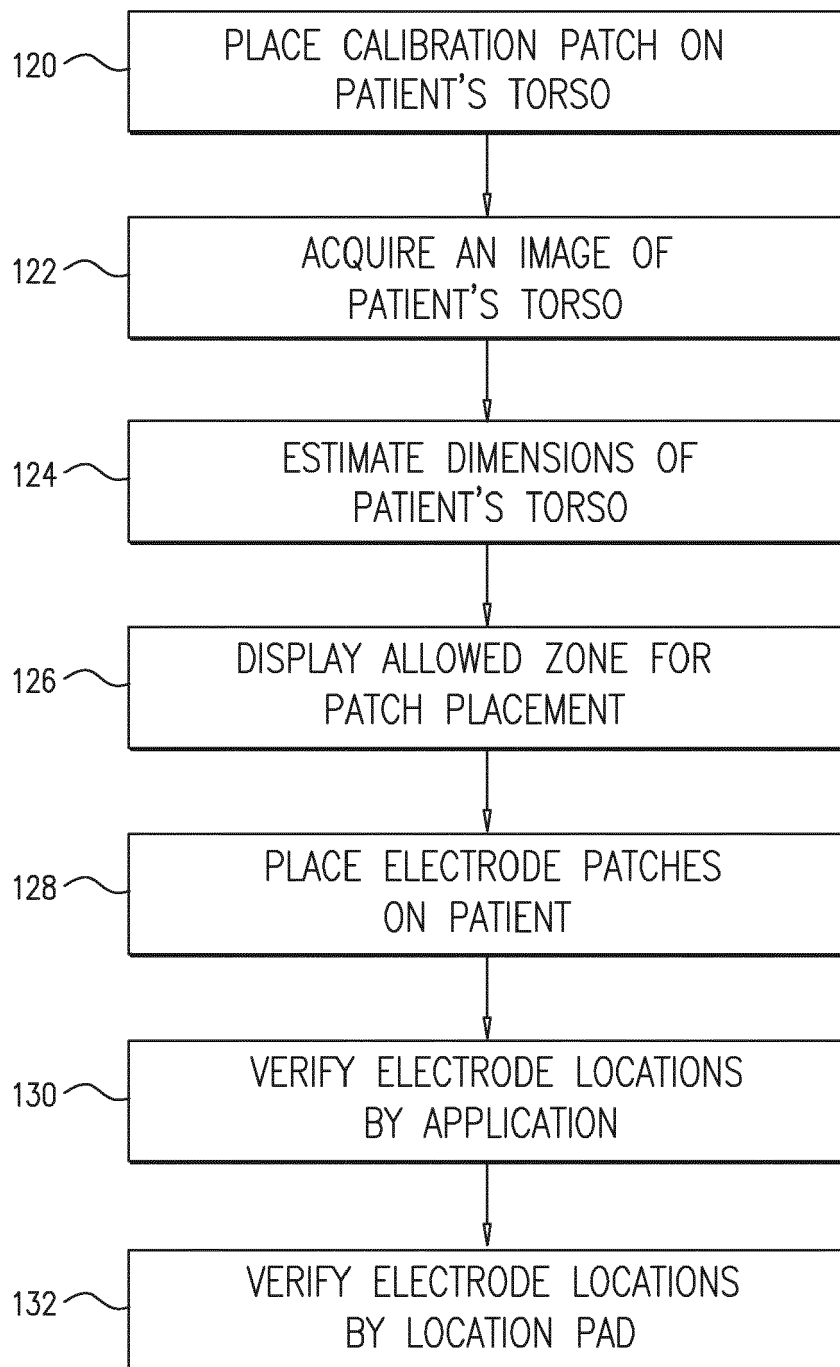 120
PLACE CALIBRATION PATCH ON
PATIENT'S TORSO
122
ACQUIRE AN IMAGE OF
PATIENT'S TORSO
124
ESTIMATE DIMENSIONS OF
PATIENT'S TORSO
126
DISPLAY ALLOWED ZONE FOR
PATCH PLACEMENT
128
PLACE ELECTRODE PATCHES
ON PATIENT
130
VERIFY ELECTRODE LOCATIONS
BY APPLICATION
132
VERIFY ELECTRODE LOCATIONS
BY LOCATION PAD